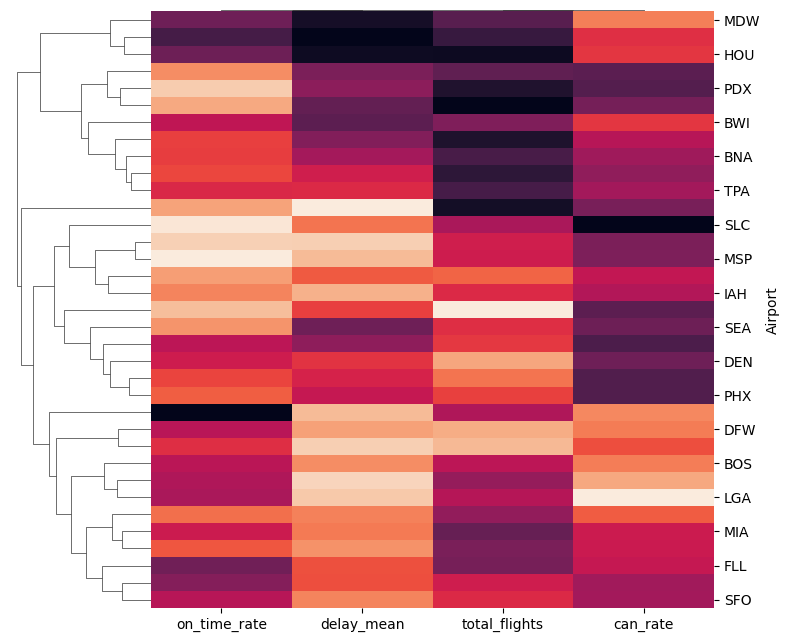 MDW
HOU
PDX
BWI
BNA
TPA
SLC
MSP
IAH
SEA
DEN
PHX
DFW
BOS
LGA
MIA
FLL
SFO
Airport
on_time_rate delay_mean total_flights can_rate